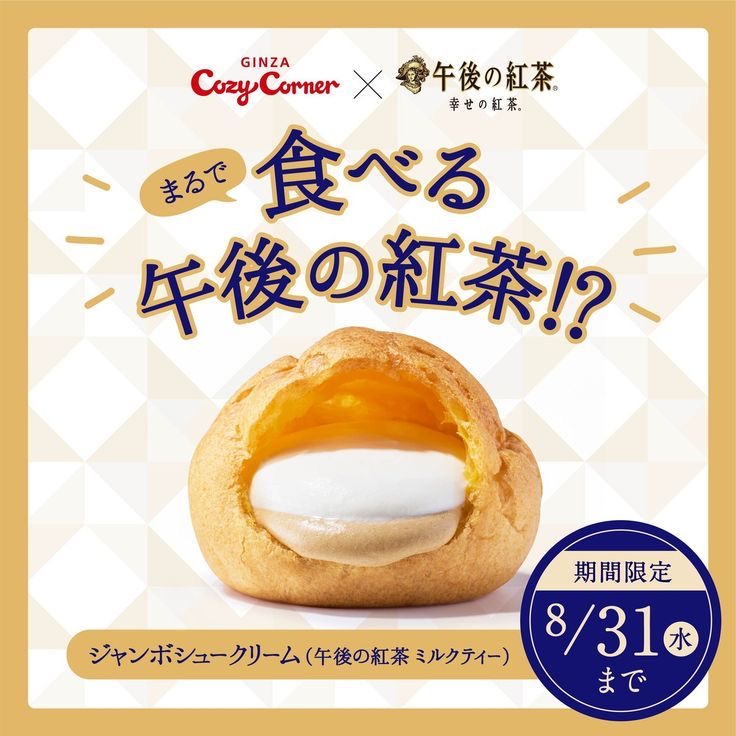 GINZA
Cozy Corner × 午後の紅茶®
幸せの紅茶。
まるで
食べる
午後の紅茶!?
期間限定
8/31水
まで
ジャンボシュークリーム(午後の紅茶 ミルクティー)